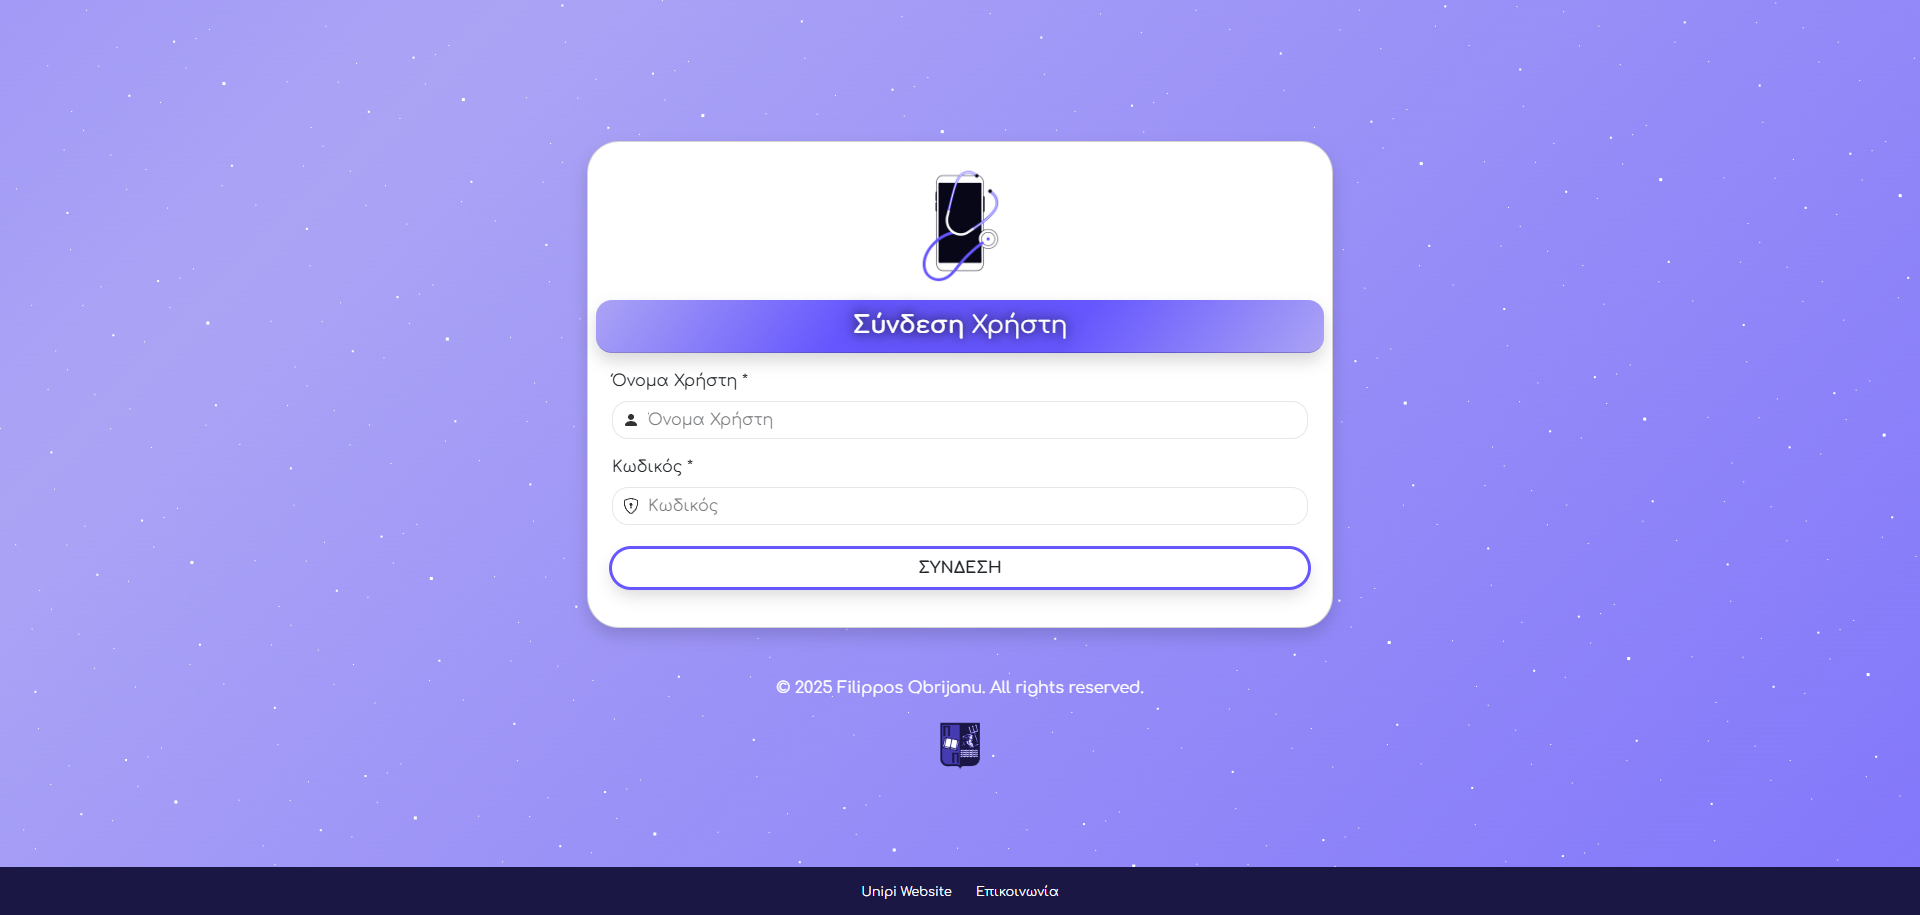 Σύνδεση Χρήστη
Όνομα Χρήστη *
Όνομα Χρήστη
Κωδικός *
Κωδικός
ΣΥΝΔΕΣΗ
© 2025 Filippos Qbrijanu. All rights reserved.
Unipi Website Επικοινωνία